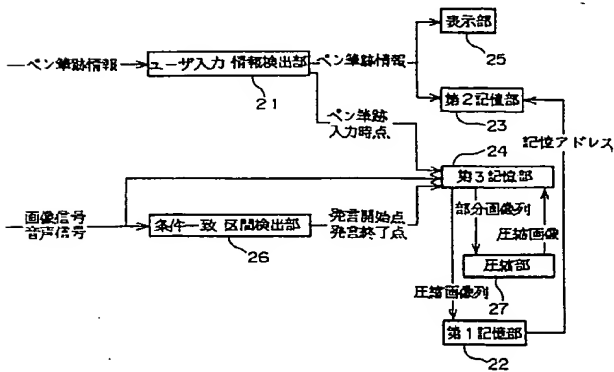 表示部
25
ペン筆跡情報
ユーザ入力 情報検出部
ペン筆跡情報
21
第2記憶部
23
ペン筆跡
入力時点
記憶アドレス
24
第3記憶部
画像信号
音声信号
条件一致 区間検出部
26
発言開始点
発言終了点
部分画像列
圧縮画像
圧縮部
27
圧縮画像列
第1記憶部
22